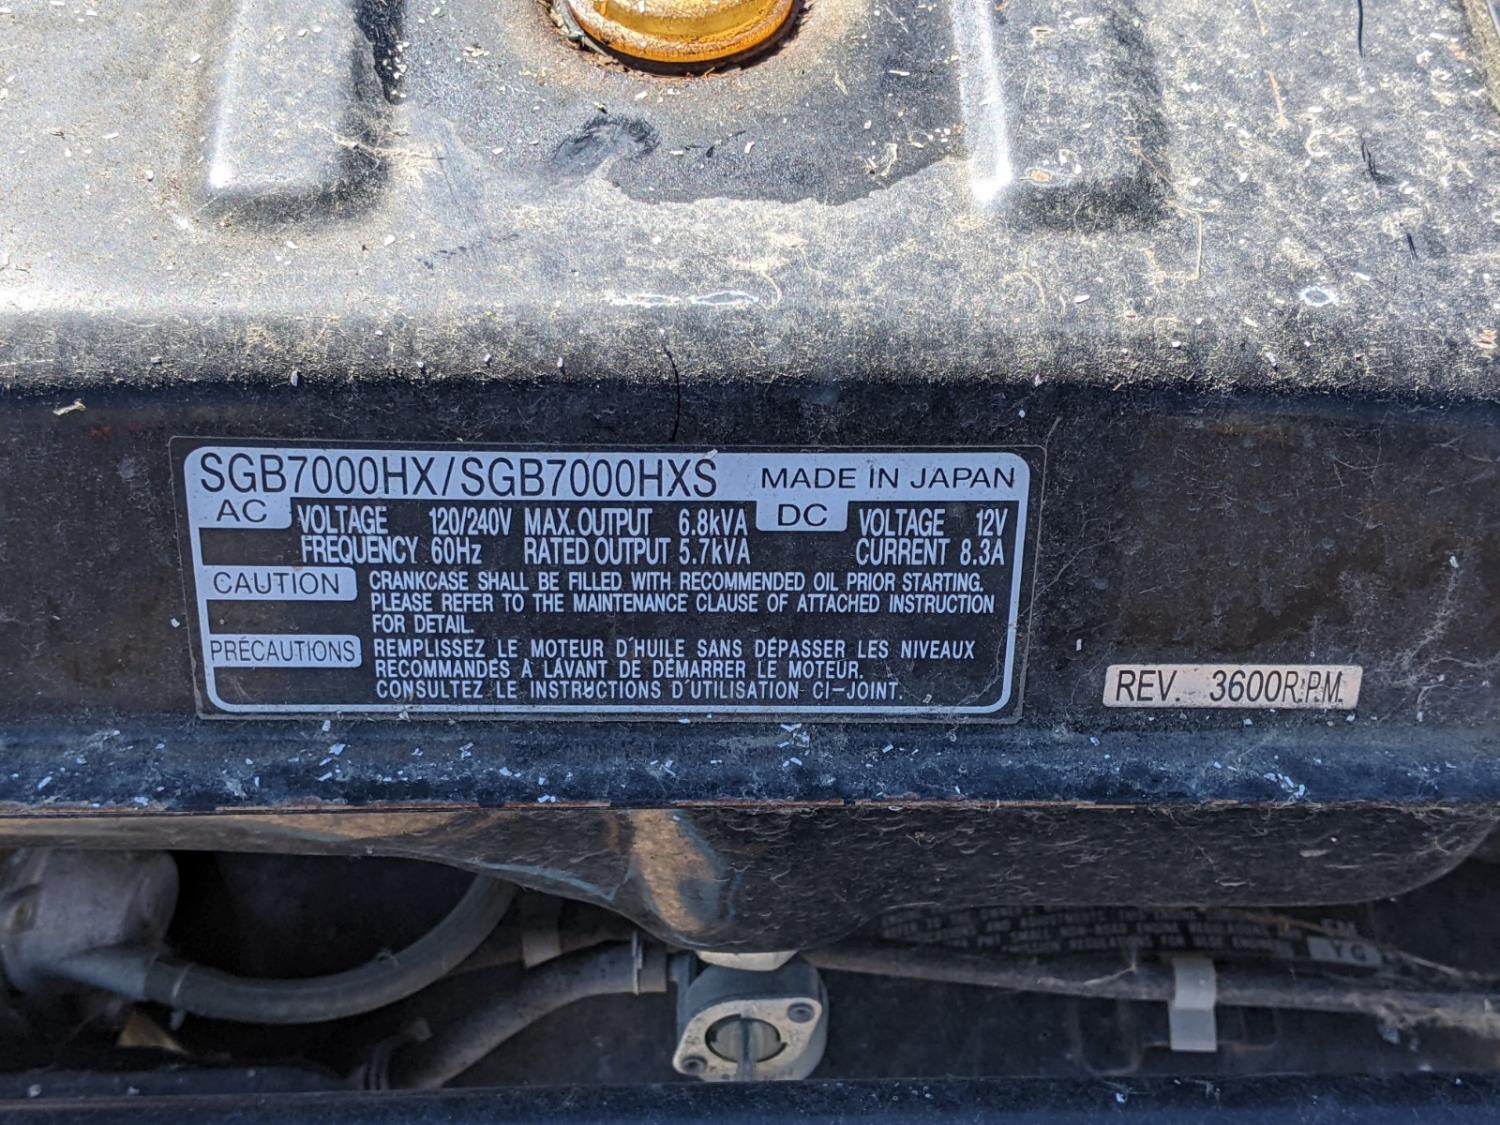 SGB7000HX/SGB7000HXS MADE IN JAPAN
AC VOLTAGE 120/240V MAX. OUTPUT 6.8kVA DC VOLTAGE 12V
FREQUENCY 60Hz RATED OUTPUT 5.7kVA CURRENT 8.3A
CAUTION CRANKCASE SHALL BE FILLED WITH RECOMMENDED OIL PRIOR STARTING.
PLEASE REFER TO THE MAINTENANCE CLAUSE OF ATTACHED INSTRUCTION
FOR DETAIL.
PRÉCAUTIONS REMPLISSEZ LE MOTEUR D'HUILE SANS DÉPASSER LES NIVEAUX
RECOMMANDÉS À LÁVANT DE DÉMARRER LE MOTEUR.
CONSULTEZ LE INSTRUCTIONS D'UTILISATION CI-JOINT.
REV. 3600R.P.M.